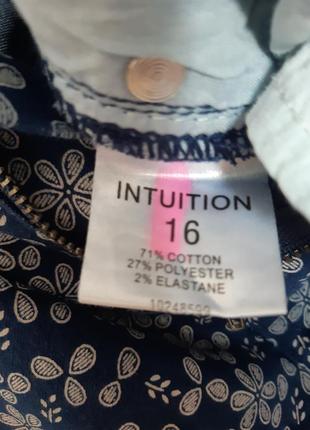 INTUITION
16
71% COTTON
27% POLYESTER
2% ELASTANE